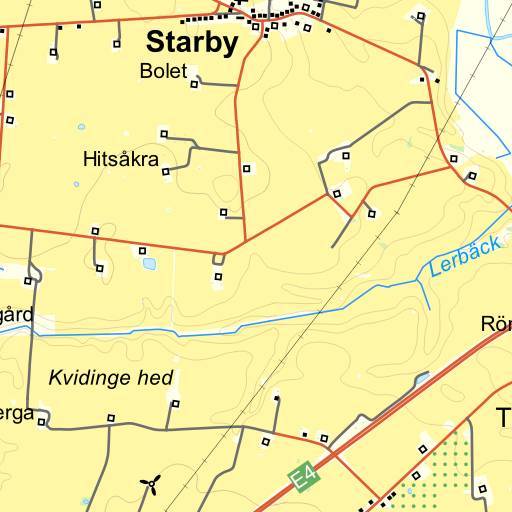 Starby
Bolet
Hitsåkra
Lerbäck
gård
Rön
Kvidinge hed
erga
T
E4